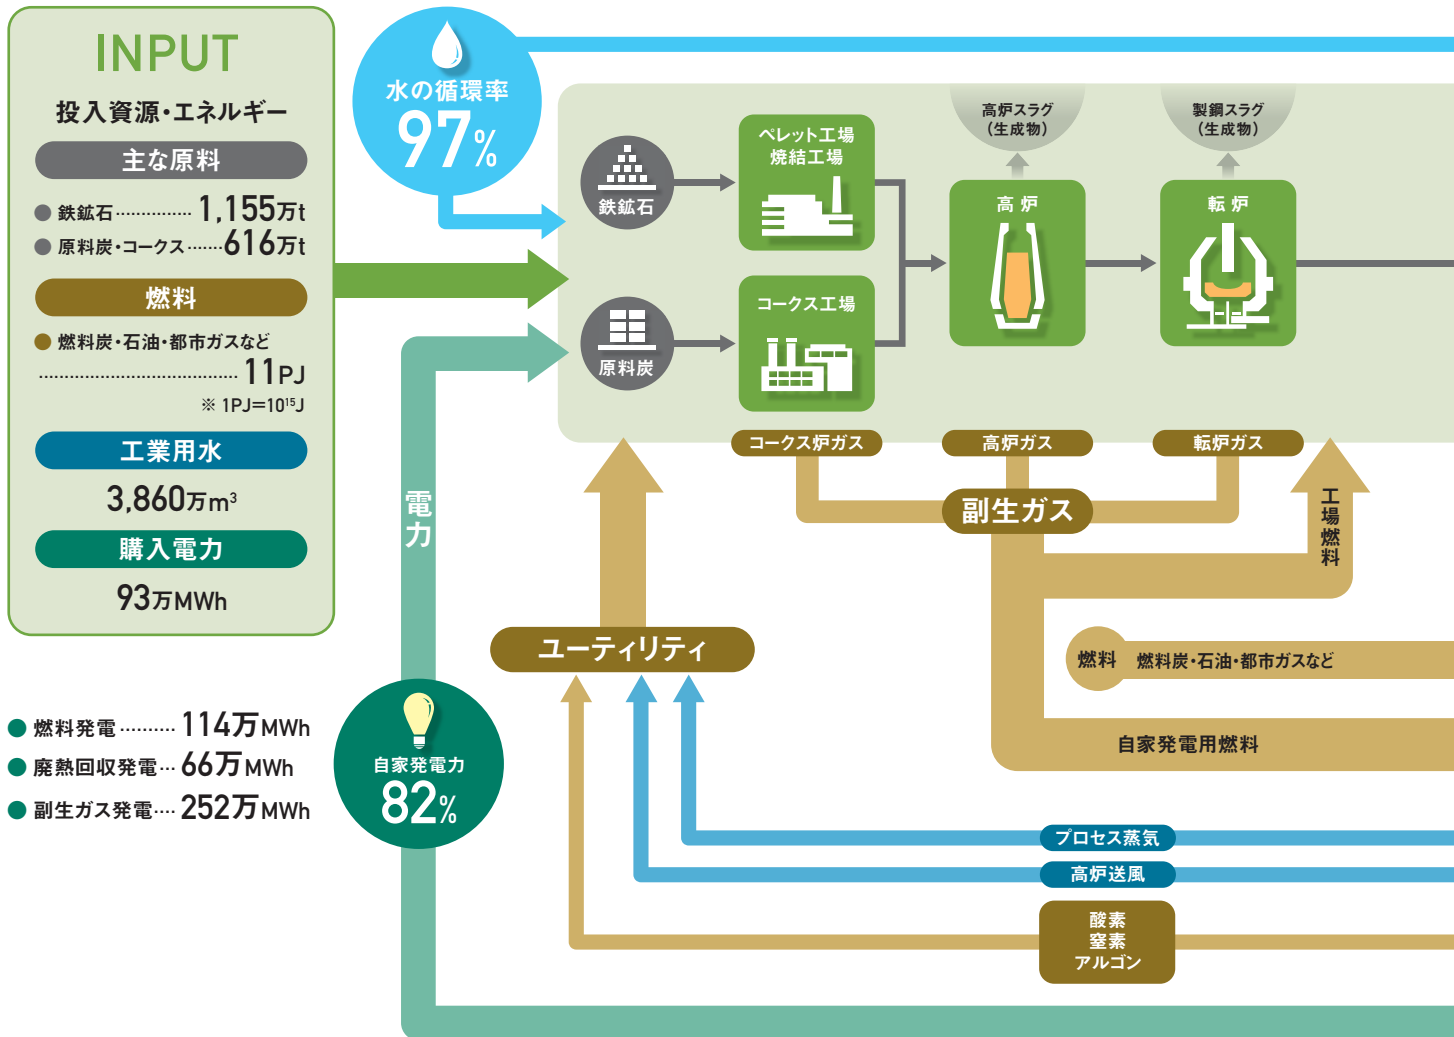 INPUT
投入資源・エネルギー
主な原料
鉄鉱石 ............... 1,155万t
原料炭・コークス ....... 616万t
燃料
燃料炭・石油・都市ガスなど
..................................... 11PJ
※ 1PJ=10¹⁵J
工業用水
3,860万m³
購入電力
93万MWh
燃料発電 .......... 114万MWh
廃熱回収発電 ... 66万MWh
副生ガス発電 .... 252万MWh
水の循環率
97%
電力
自家発電力
82%
鉄鉱石
原料炭
ペレット工場
焼結工場
コークス工場
高炉スラグ
(生成物)
高炉
製鋼スラグ
(生成物)
転炉
コークス炉ガス
高炉ガス
転炉ガス
副生ガス
工場燃料
ユーティリティ
燃料
燃料炭・石油・都市ガスなど
自家発電用燃料
プロセス蒸気
高炉送風
酸素
窒素
アルゴン